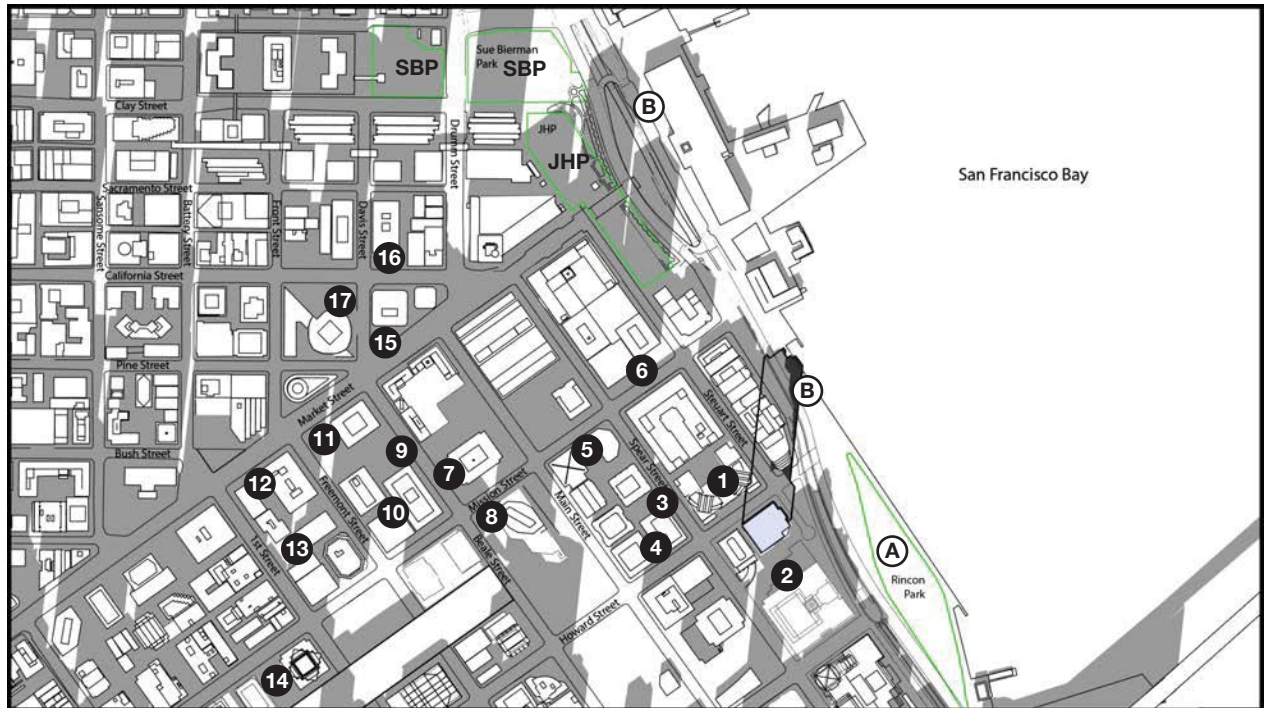 Sue Bierman
Park
SBP
SBP
B
Clay Street
Drumm Street
JHP
JHP
San Francisco Bay
Sacramento Street
Sansome Street
Battery Street
Front Street
Davis Street
16
California Street
17
15
Pine Street
6
B
Market Street
Steuart Street
11
9
5
Bush Street
7
Spear Street
1
12
Mission Street
3
Freemont Street
10
8
Main Street
4
A
13
1st Street
Beale Street
2
Rincon
Park
Howard Street
14